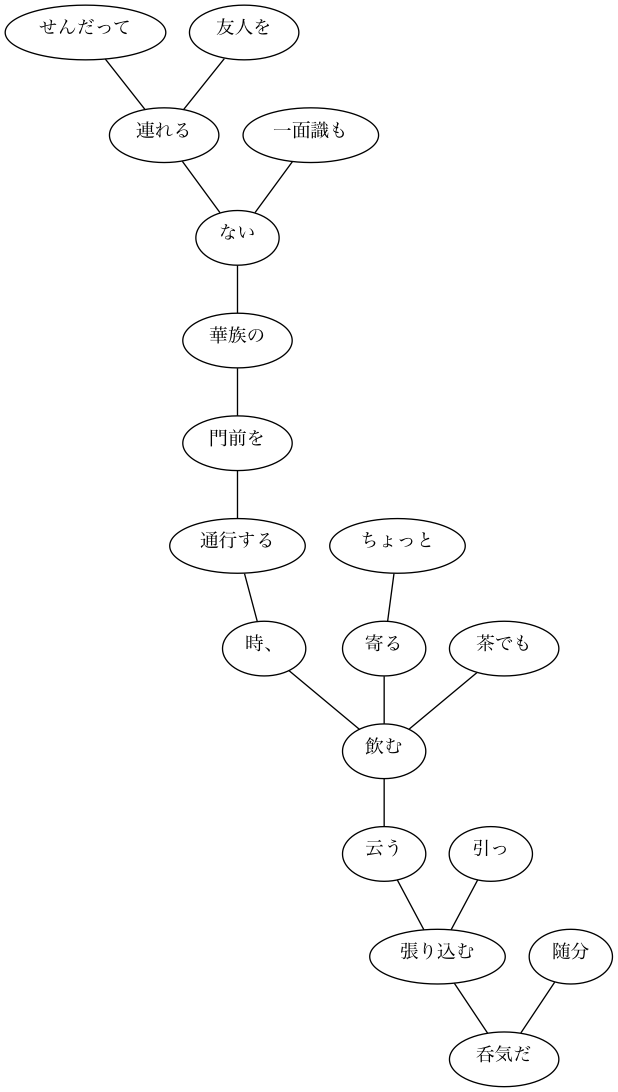 せんだって
友人を
連れる
一面識も
ない
華族の
門前を
通行する
ちょっと
時、
寄る
茶でも
飲む
云う
引っ
張り込む
随分
呑気だ